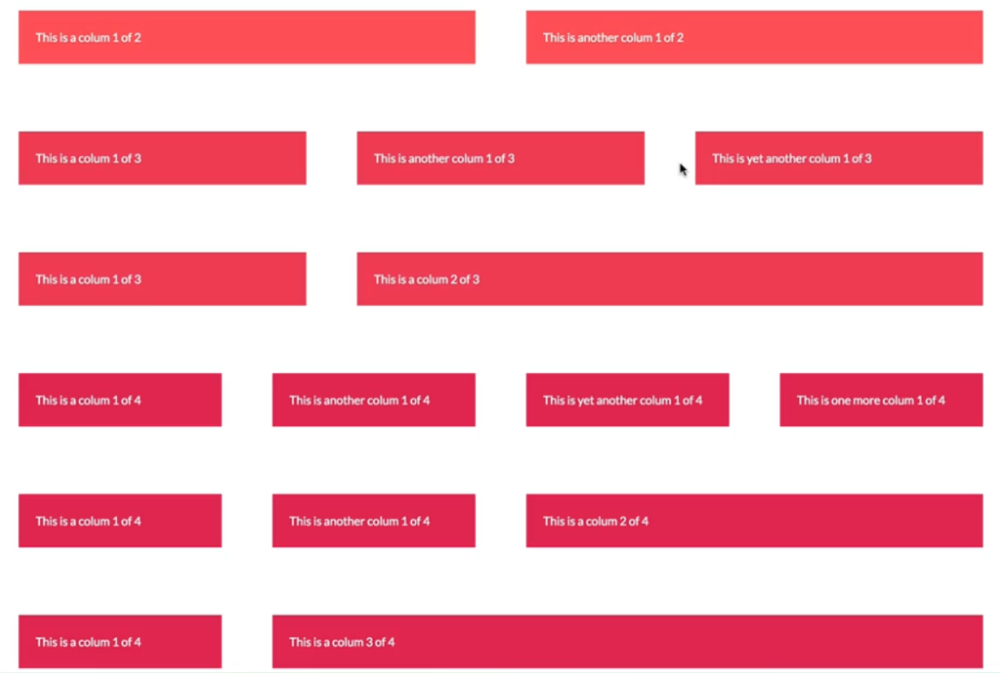 This is a colum 1 of 2
This is another colum 1 of 2
This is a colum 1 of 3
This is another colum 1 of 3
This is yet another colum 1 of 3
This is a colum 1 of 3
This is a colum 2 of 3
This is a colum 1 of 4
This is another colum 1 of 4
This is yet another colum 1 of 4
This is one more colum 1 of 4
This is a colum 1 of 4
This is another colum 1 of 4
This is a colum 2 of 4
This is a colum 1 of 4
This is a colum 3 of 4